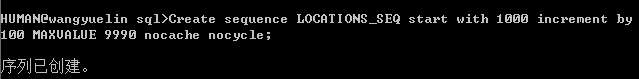 HUMAN@wangyuelin sql>Create sequence LOCATIONS_SEQ start with 1000 increment by
100 MAXVALUE 9990 nocache nocycle;
序列已创建。